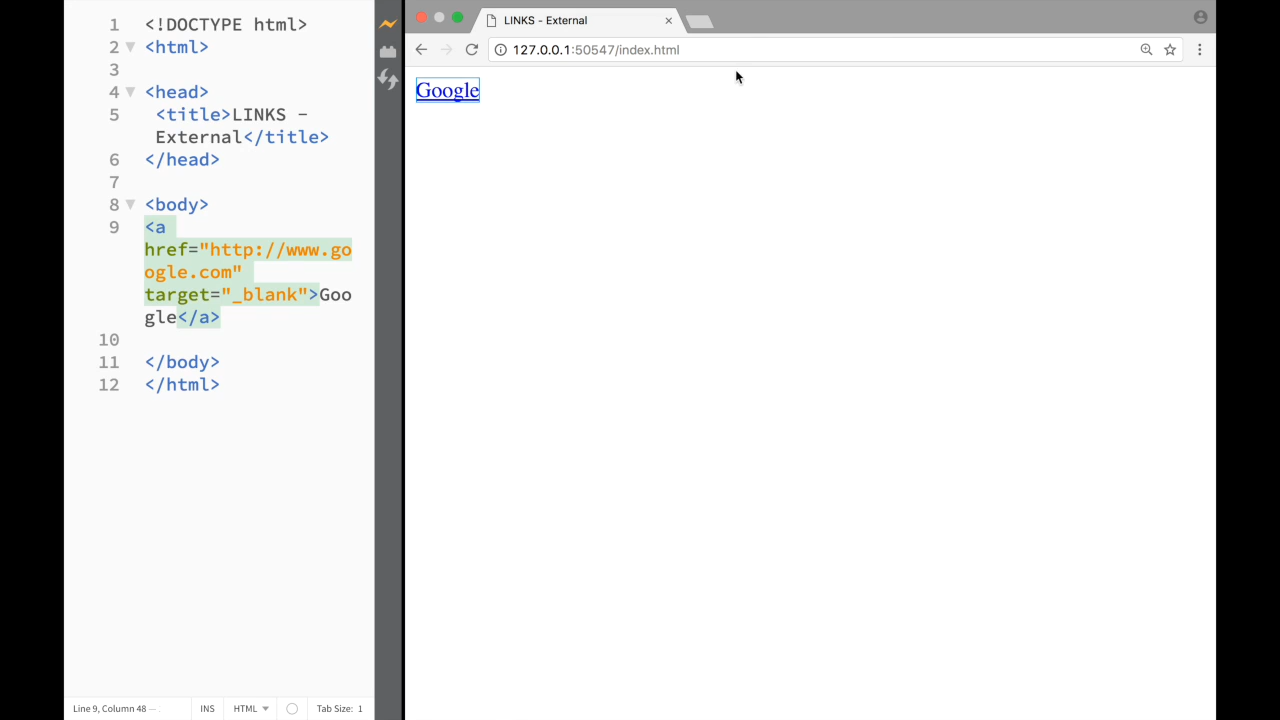 1 <!DOCTYPE html>
2 <html>
3
4 <head>
5 <title>LINKS -
External</title>
6 </head>
7
8 <body>
9 <a
href="http://www.go
ogle.com"
target="_blank">Goo
gle</a>
10
11 </body>
12 </html>
Line 9, Column 48 — INS HTML Tab Size: 1
LINKS - External
127.0.0.1:50547/index.html
Google